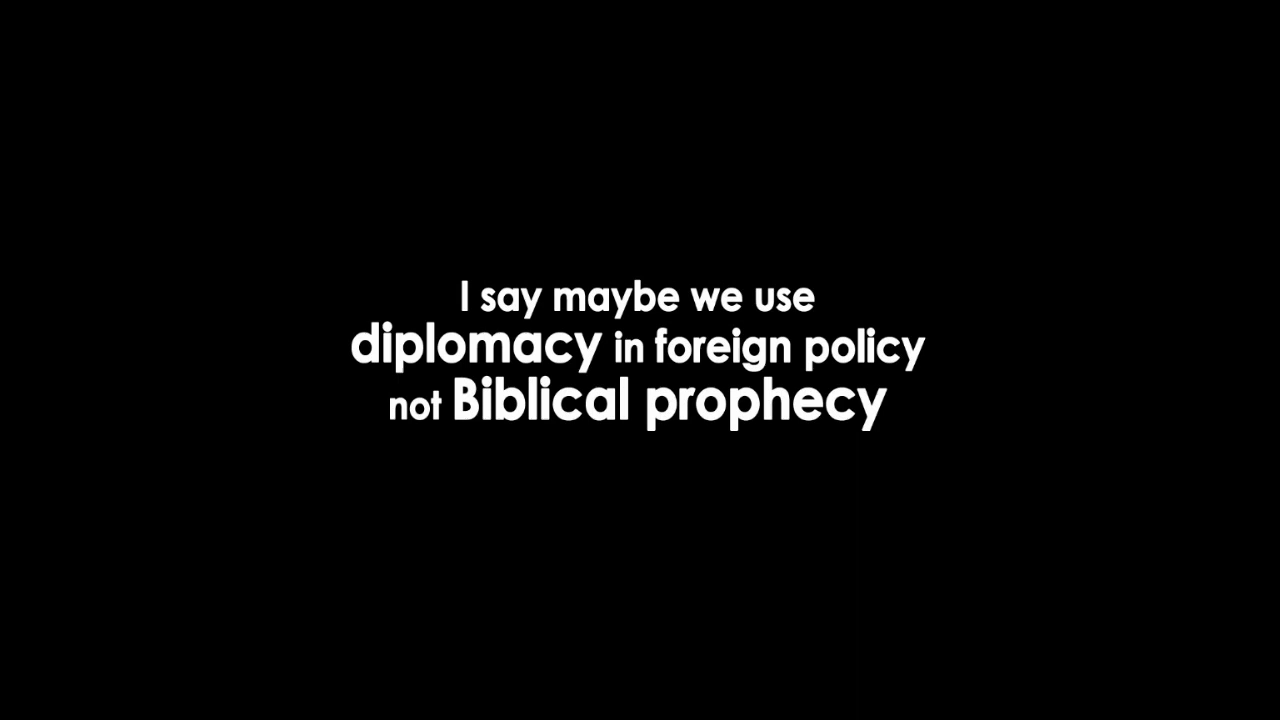 I say maybe we use
diplomacy in foreign policy
not Biblical prophecy